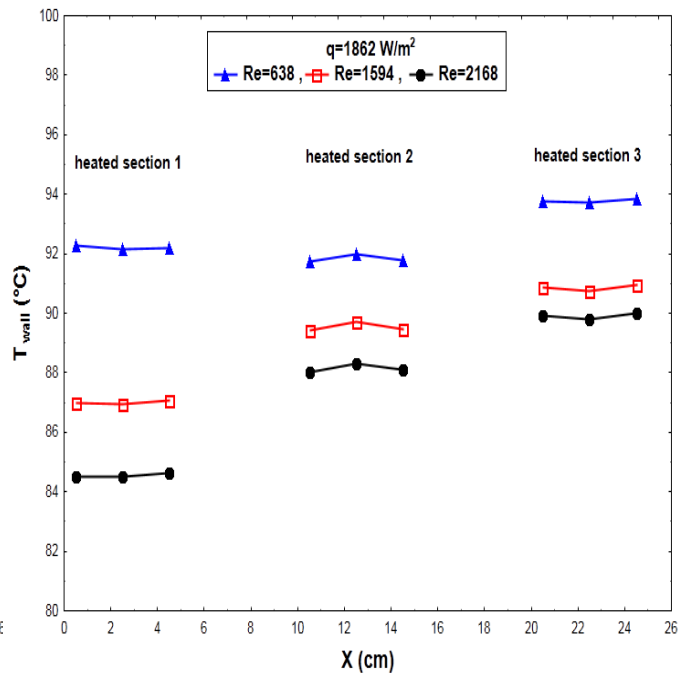 100
98
96
94
92
90
88
86
84
82
80
T wall (°C)
q=1862 W/m²
Re=638 , Re=1594 , Re=2168
heated section 1
heated section 2
heated section 3
0 2 4 6 8 10 12 14 16 18 20 22 24 26
X (cm)